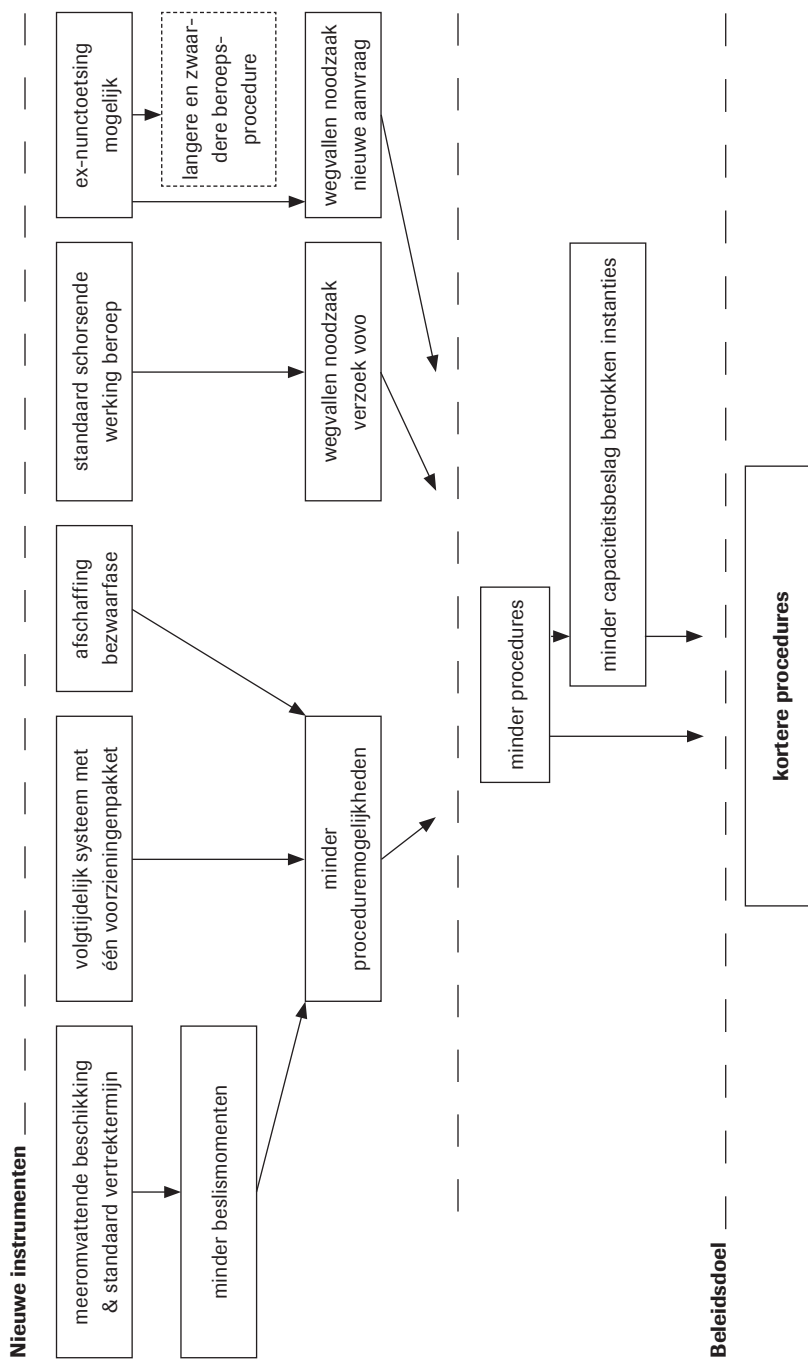 Nieuwe instrumenten
meeromvattende beschikking
& standaard vertrektermijn
volgtijdelijk systeem met
één voorzieningenpakket
afschaffing
bezwaarfase
standaard schorsende
werking beroep
ex-nunctoetsing
mogelijk
minder beslismomenten
langere en zwaar-
dere beroeps-
procedure
minder
proceduremogelijkheden
wegvallen noodzaak
verzoek vovo
wegvallen noodzaak
nieuwe aanvraag
minder procedures
minder capaciteitsbeslag betrokken instanties
Beleidsdoel
kortere procedures